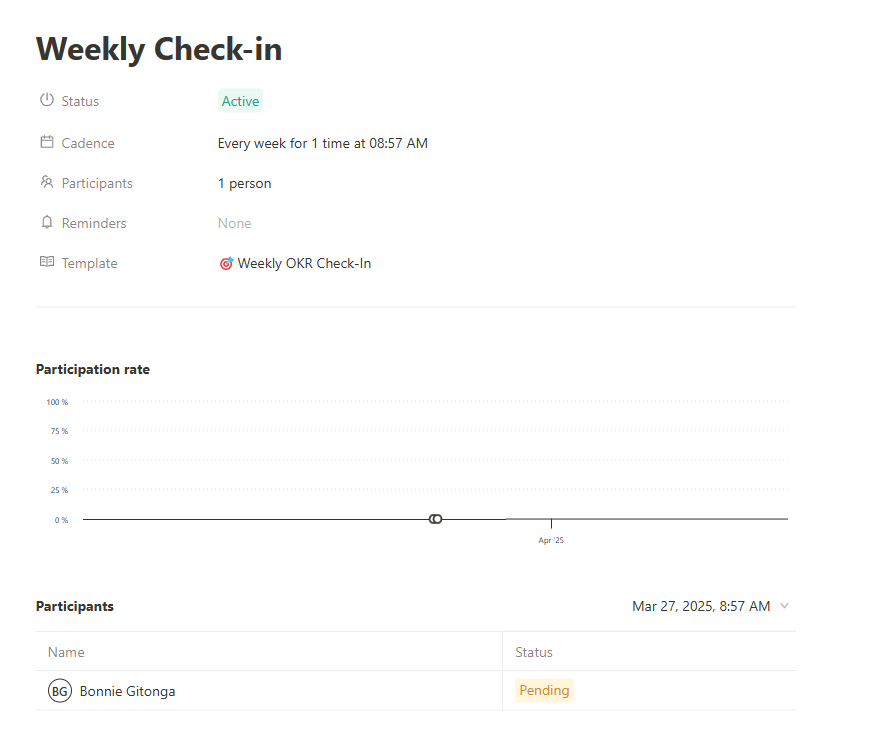 Weekly Check-in
Status Active
Cadence Every week for 1 time at 08:57 AM
Participants 1 person
Reminders None
Template 🎯 Weekly OKR Check-In
Participation rate
100 %
75 %
50 %
25 %
0 %
Apr '25
Participants Mar 27, 2025, 8:57 AM
Name Status
BG Bonnie Gitonga Pending